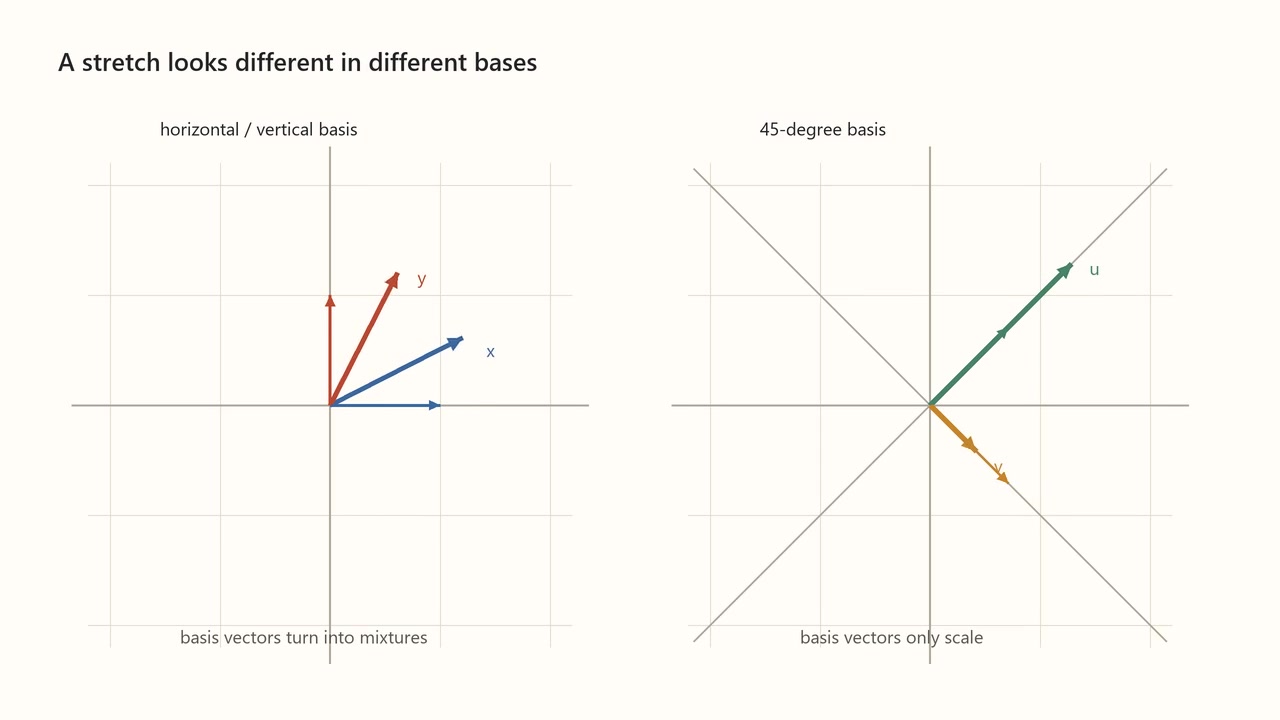 A stretch looks different in different bases
horizontal / vertical basis
45-degree basis
y
x
u
v
basis vectors turn into mixtures
basis vectors only scale